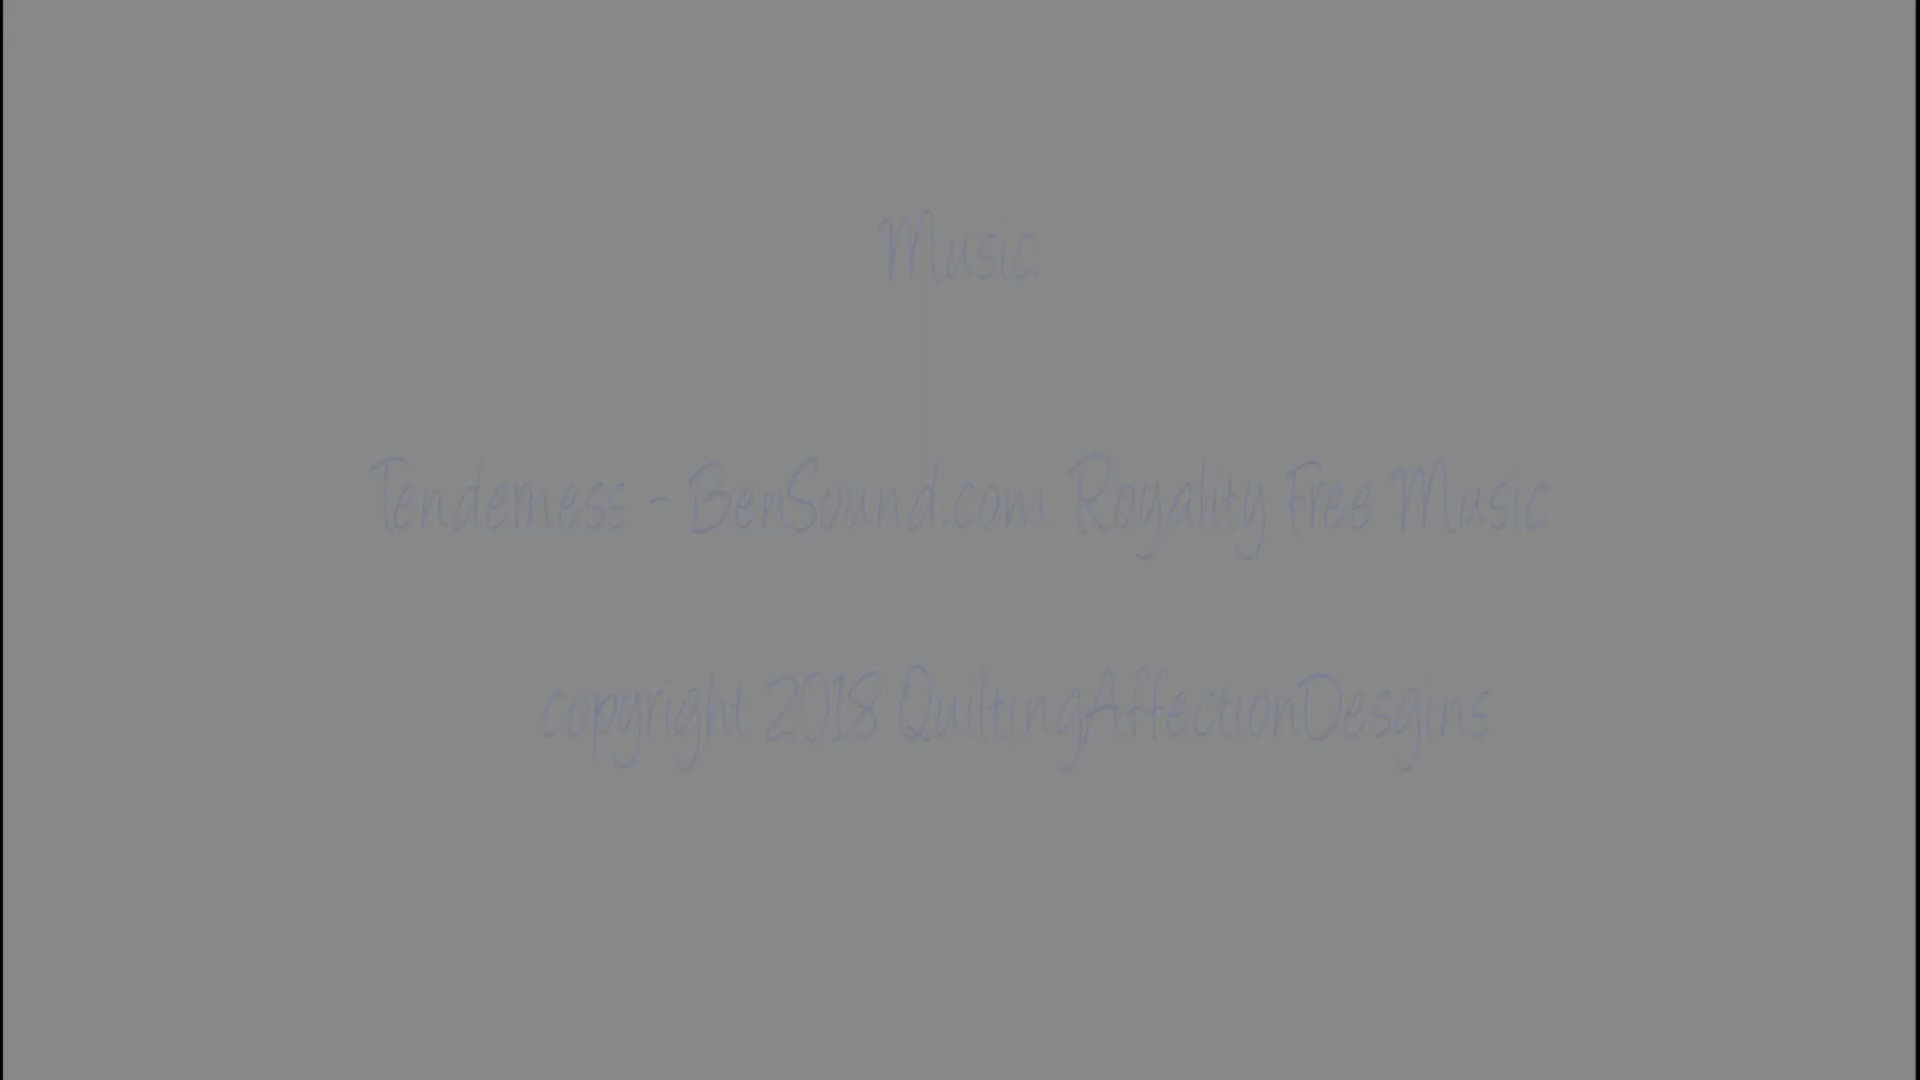 Music:
Tenderness - BenSound.com Royality Free Music
copyright 2018 QuiltingAffectionDesgins